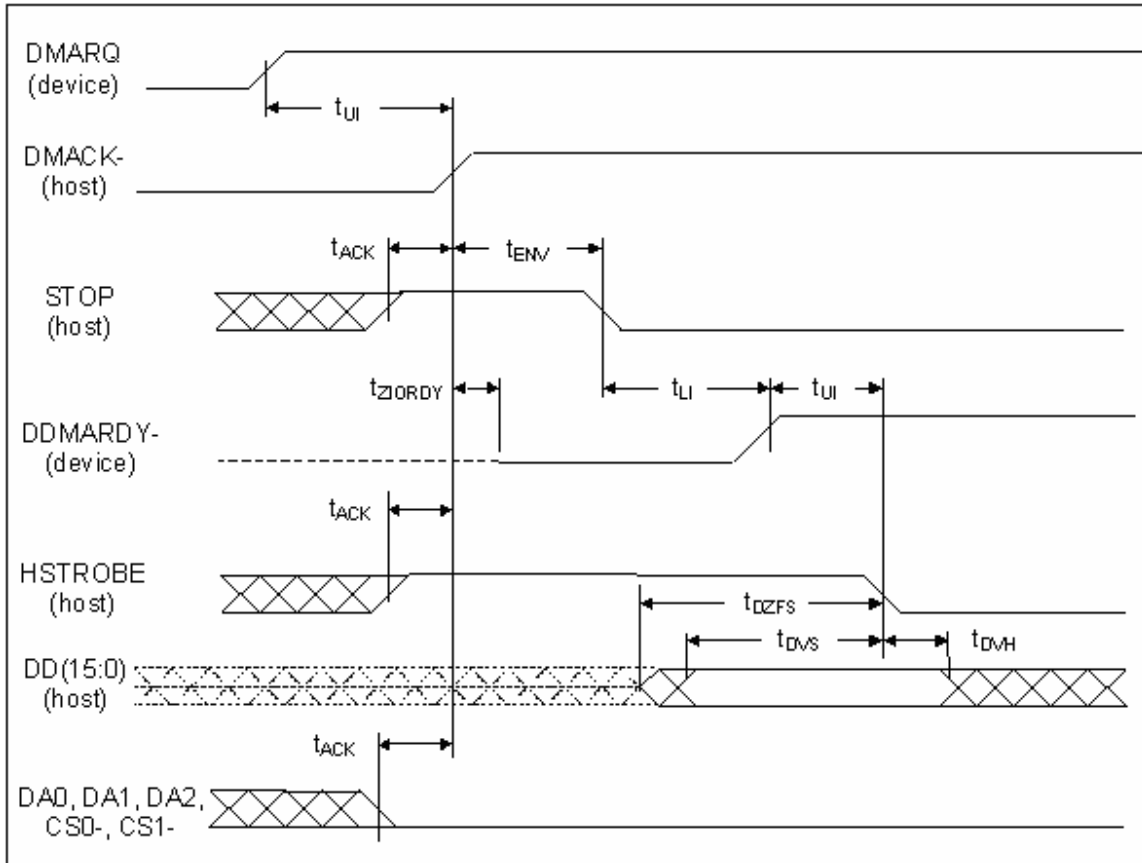 DMARQ
(device)
tUI
DMACK-
(host)
tACK
tENV
STOP
(host)
tZIORDY
tLI
tUI
DDMARDY-
(device)
tACK
HSTROBE
(host)
tDZFS
tDVS
tDVH
DD(15:0)
(host)
tACK
DA0, DA1, DA2,
CS0-, CS1-